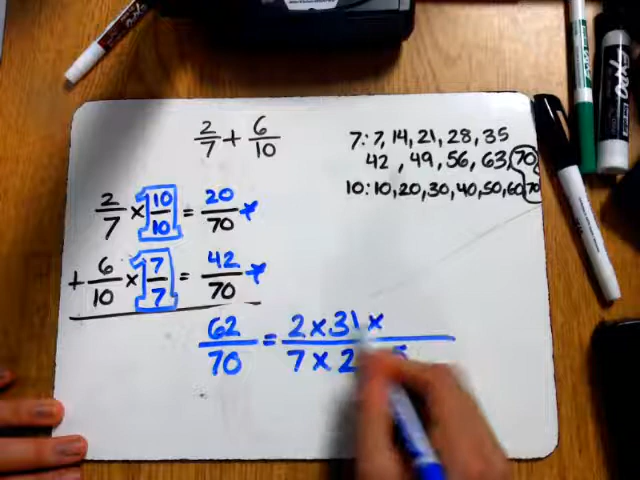 2/7 + 6/10
7: 7, 14, 21, 28, 35
42, 49, 56, 63, 70
10: 10, 20, 30, 40, 50, 60, 70
2/7 × 10/10 = 20/70 *
+ 6/10 × 7/7 = 42/70 *
62/70 = 2 × 31 × / 7 × 2
EXPO